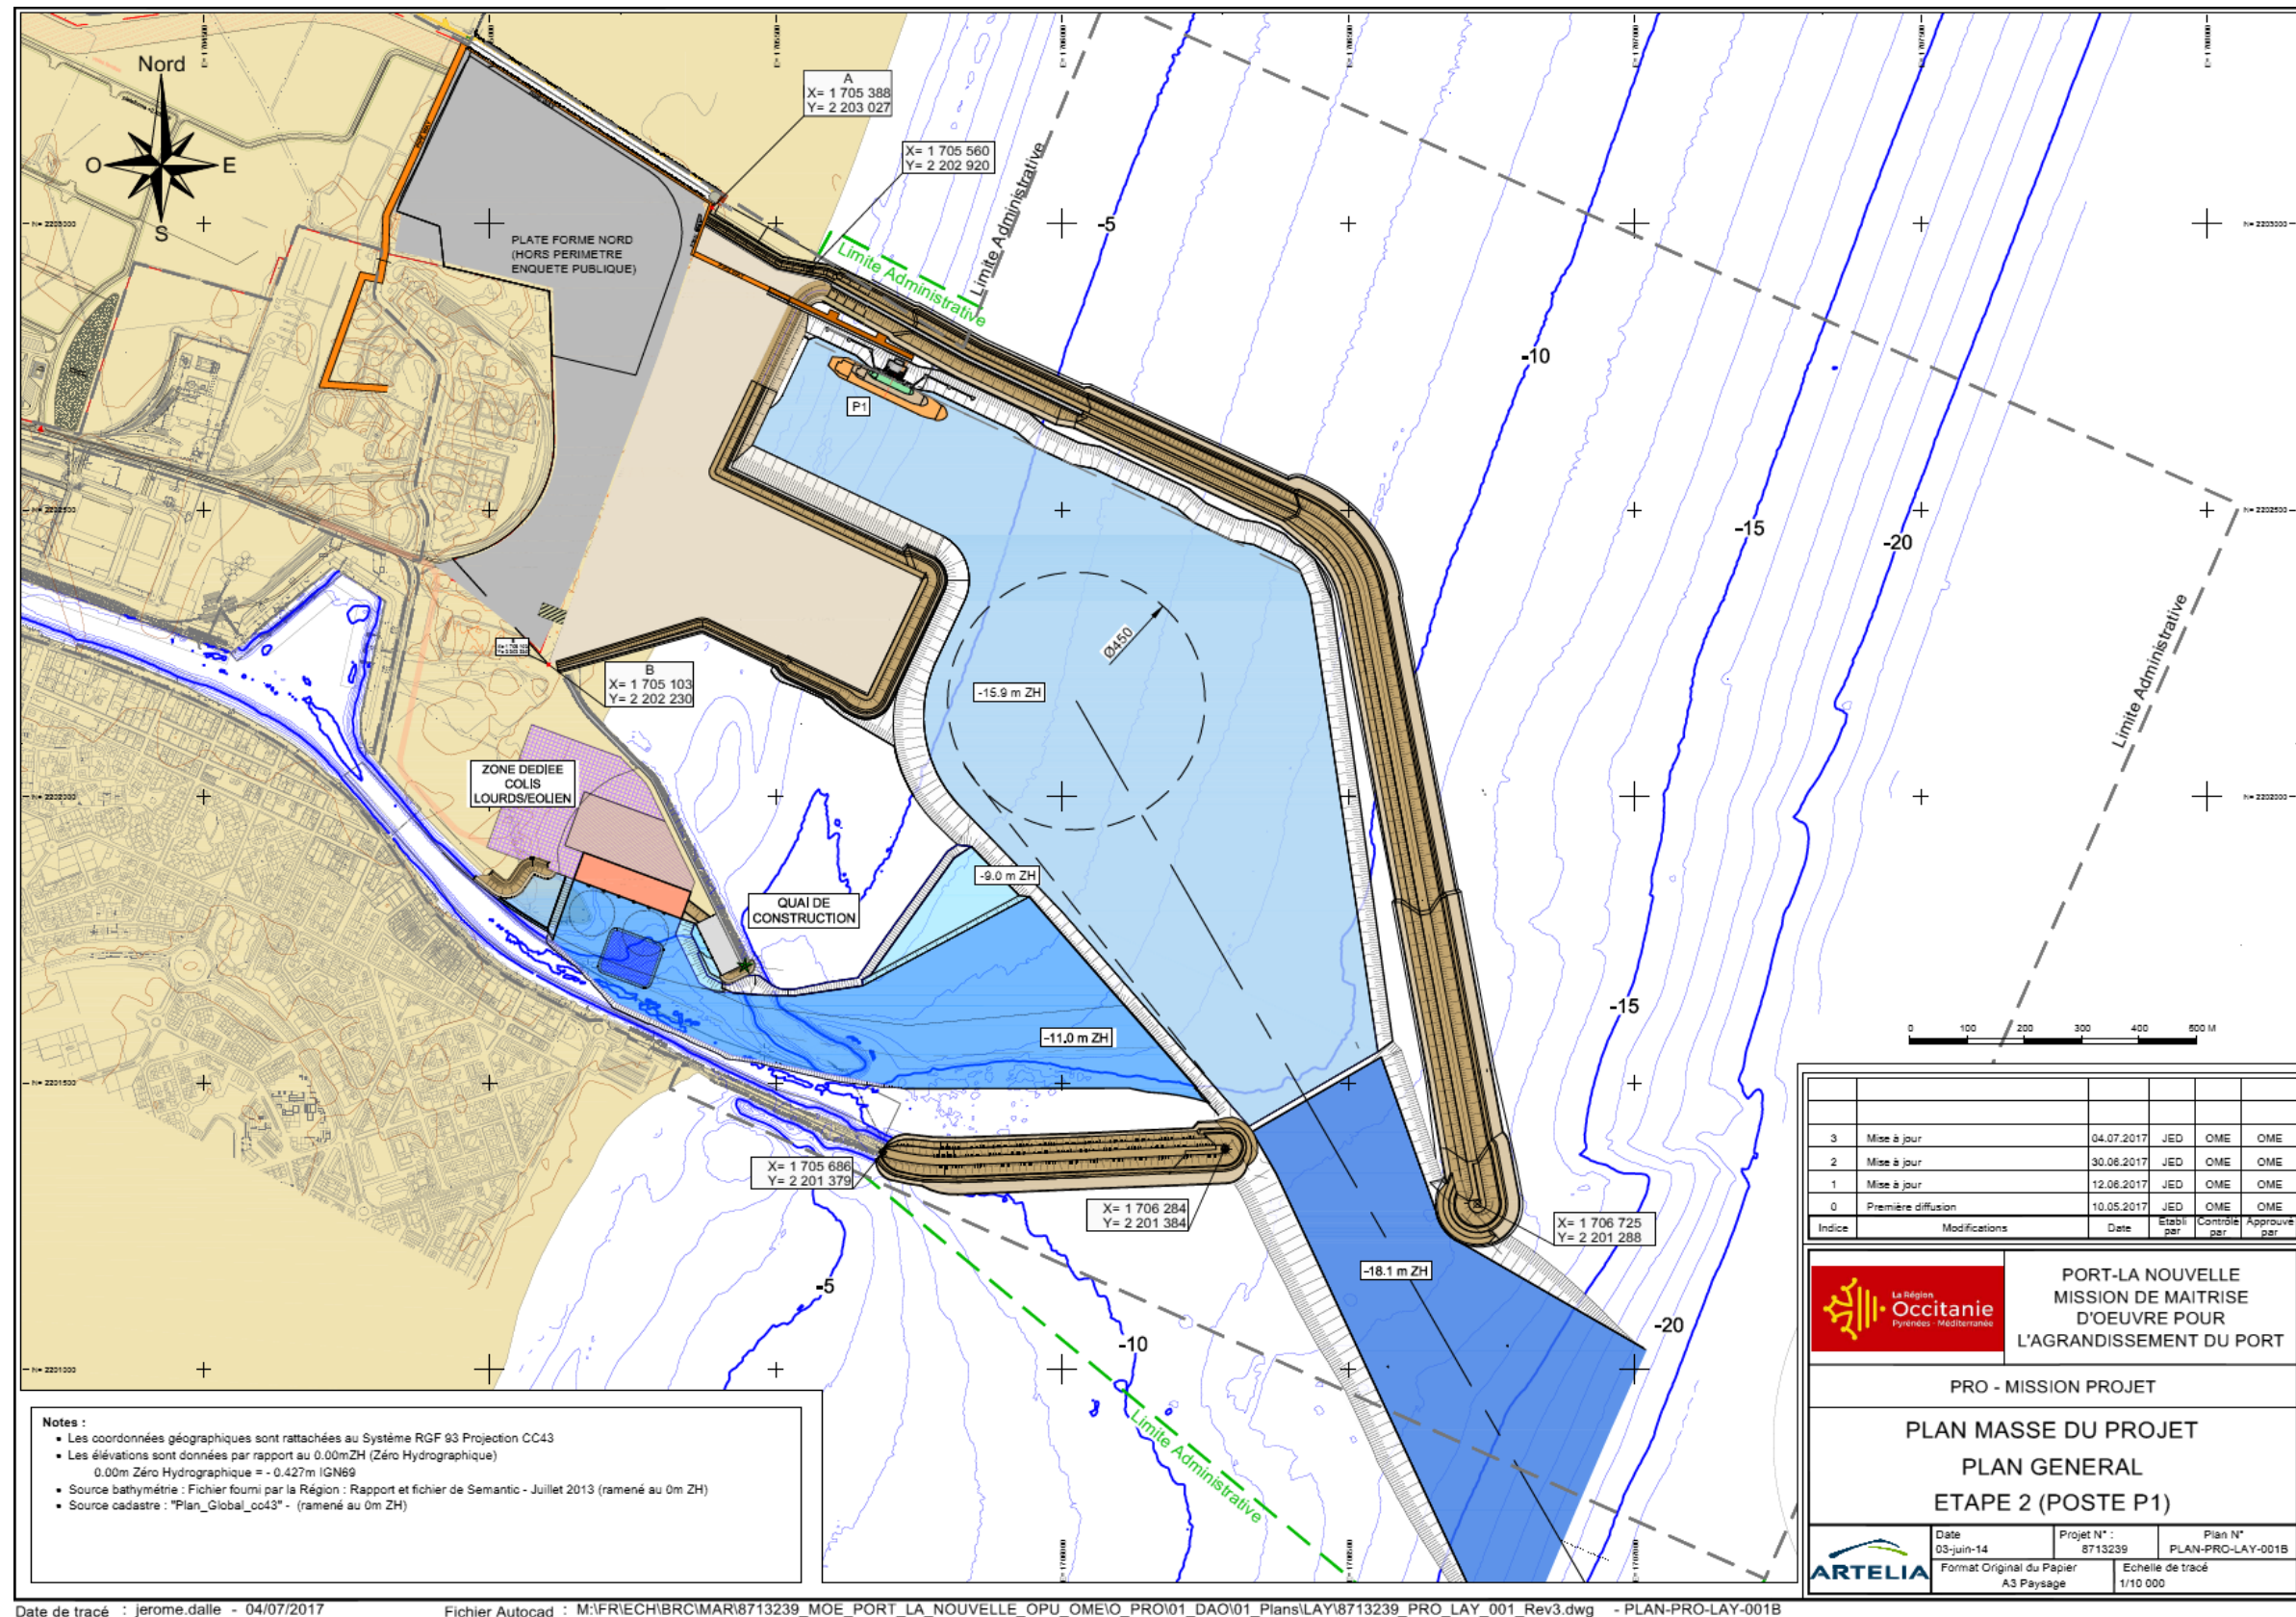 Nord
O
E
S
A
X= 1 705 388
Y= 2 203 027
X= 1 705 560
Y= 2 202 920
Limite Administrative
Limite Administrative
-5
-10
-15
-20
PLATE FORME NORD
(HORS PERIMETRE
ENQUETE PUBLIQUE)
P1
N= 2203000
N= 2203000
N= 2202500
N= 2202500
Ø450
-15.9 m ZH
B
X= 1 705 103
Y= 2 202 230
Limite Administrative
ZONE DEDIEE
COLIS
LOURDS/EOLIEN
N= 2202000
N= 2202000
-9.0 m ZH
QUAI DE
CONSTRUCTION
-11.0 m ZH
-15
0 100 200 300 400 500 M
N= 2201500
X= 1 705 686
Y= 2 201 379
X= 1 706 284
Y= 2 201 384
X= 1 706 725
Y= 2 201 288
-18.1 m ZH
-5
-10
-20
Limite Administrative
N= 2201000
Notes :
• Les coordonnées géographiques sont rattachées au Système RGF 93 Projection CC43
• Les élévations sont données par rapport au 0.00mZH (Zéro Hydrographique)
0.00m Zéro Hydrographique = - 0.427m IGN69
• Source bathymétrie : Fichier fourni par la Région : Rapport et fichier de Semantic - Juillet 2013 (ramené au 0m ZH)
• Source cadastre : "Plan_Global_cc43" - (ramené au 0m ZH)
3 Mise à jour 04.07.2017 JED OME OME
2 Mise à jour 30.06.2017 JED OME OME
1 Mise à jour 12.06.2017 JED OME OME
0 Première diffusion 10.05.2017 JED OME OME
Indice Modifications Date Etabli par Contrôlé par Approuvé par
La Région
Occitanie
Pyrénées - Méditerranée
PORT-LA NOUVELLE
MISSION DE MAITRISE
D'OEUVRE POUR
L'AGRANDISSEMENT DU PORT
PRO - MISSION PROJET
PLAN MASSE DU PROJET
PLAN GENERAL
ETAPE 2 (POSTE P1)
ARTELIA
Date
03-juin-14
Projet N° :
8713239
Plan N°
PLAN-PRO-LAY-001B
Format Original du Papier
A3 Paysage
Echelle de tracé
1/10 000
Date de tracé : jerome.dalle - 04/07/2017
Fichier Autocad : M:\FR\ECH\BRC\MAR\8713239_MOE_PORT_LA_NOUVELLE_OPU_OME\O_PRO\01_DAO\01_Plans\LAY\8713239_PRO_LAY_001_Rev3.dwg - PLAN-PRO-LAY-001B